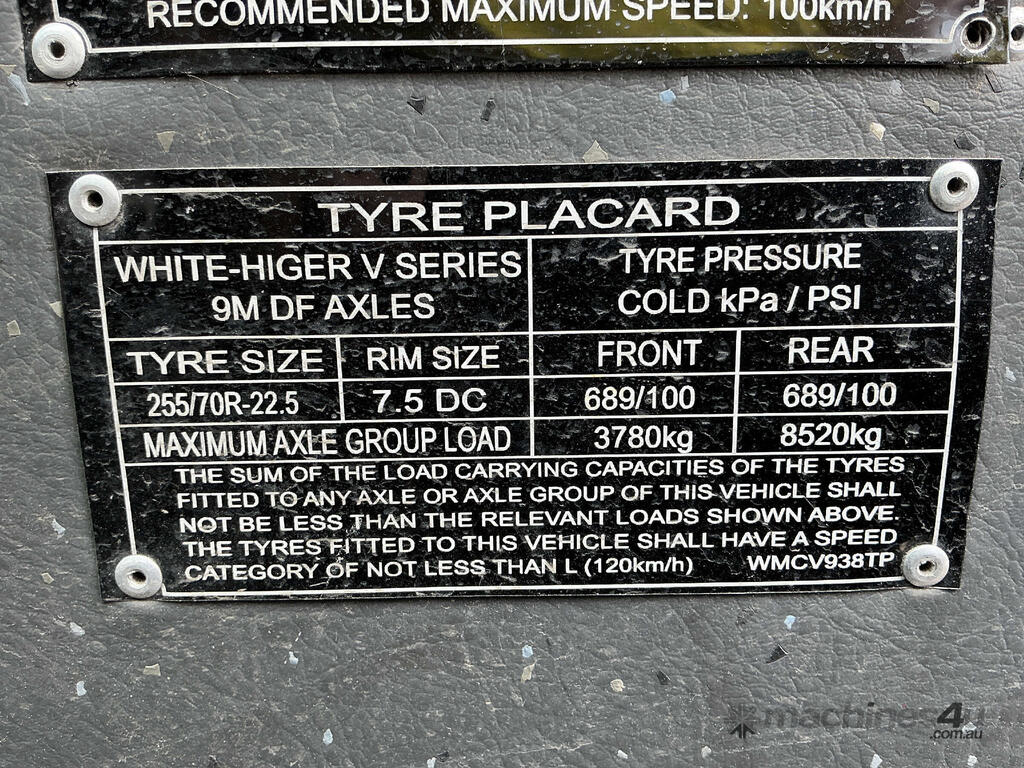 RECOMMENDED MAXIMUM SPEED: 100km/h
TYRE PLACARD
WHITE-HIGER V SERIES
9M DF AXLES
TYRE PRESSURE
COLD kPa / PSI
TYRE SIZE RIM SIZE FRONT REAR
255/70R-22.5 7.5 DC 689/100 689/100
MAXIMUM AXLE GROUP LOAD 3780kg 8520kg
THE SUM OF THE LOAD CARRYING CAPACITIES OF THE TYRES
FITTED TO ANY AXLE OR AXLE GROUP OF THIS VEHICLE SHALL
NOT BE LESS THAN THE RELEVANT LOADS SHOWN ABOVE.
THE TYRES FITTED TO THIS VEHICLE SHALL HAVE A SPEED
CATEGORY OF NOT LESS THAN L (120km/h) WMCV938TP
machines4u
.com.au